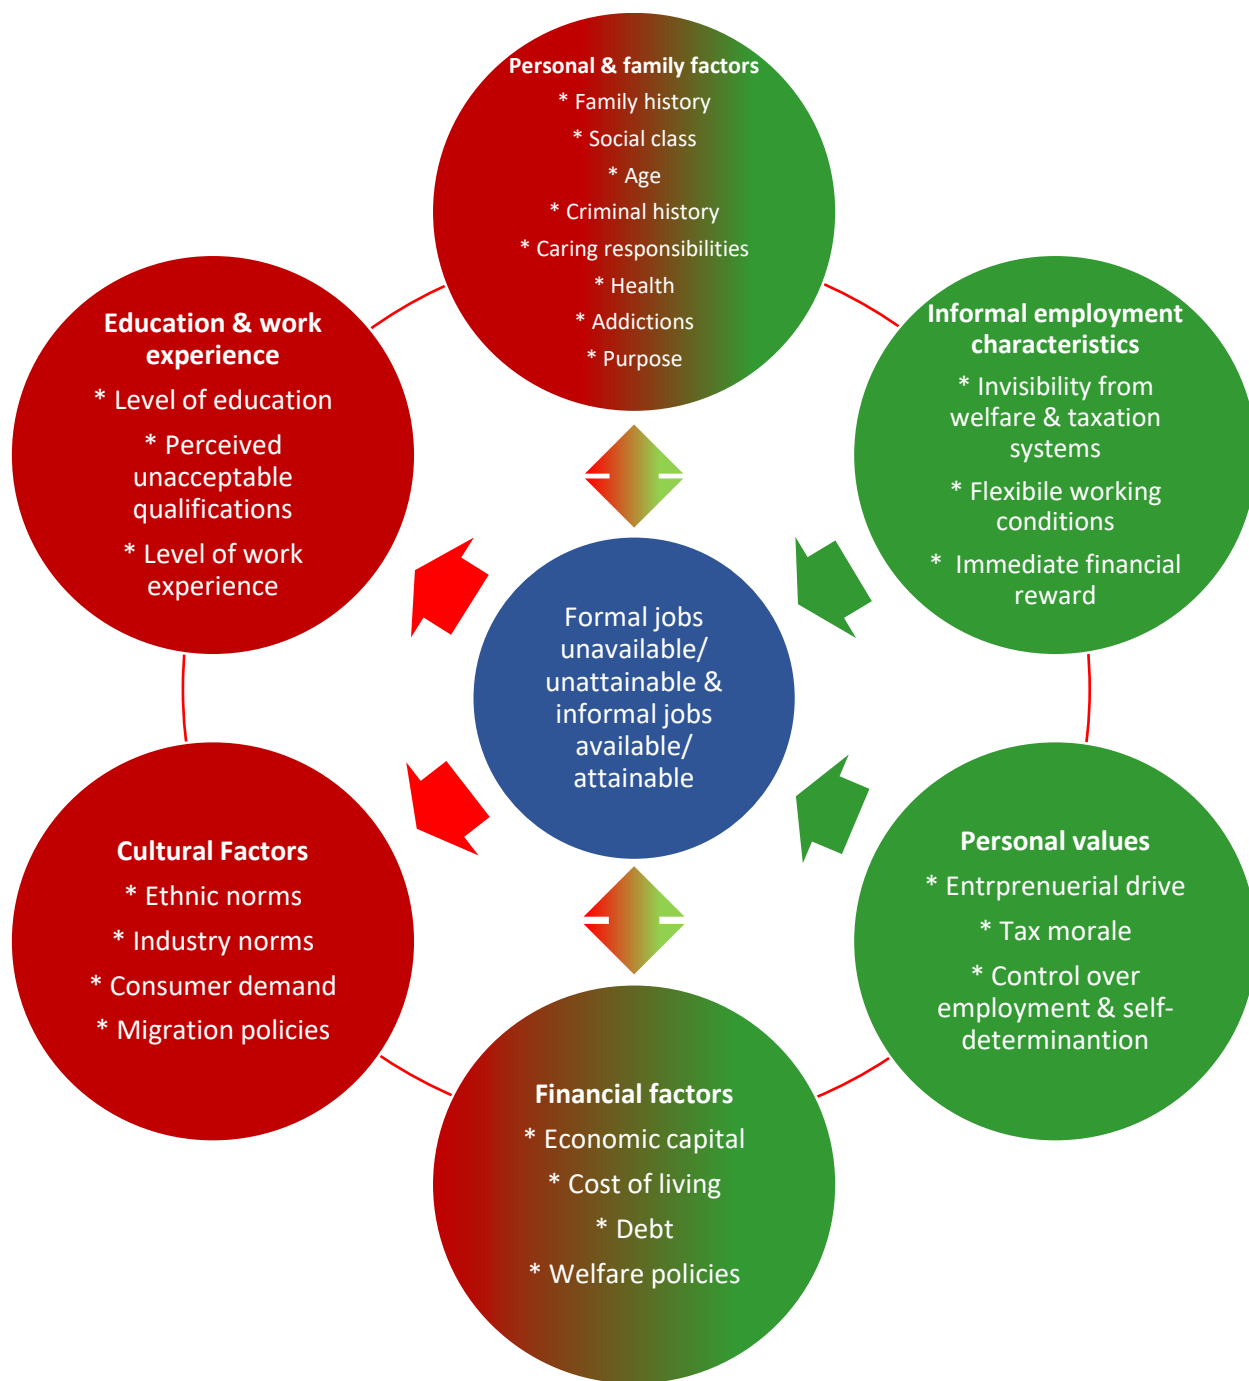 Personal & family factors
* Family history
* Social class
* Age
* Criminal history
* Caring responsibilities
* Health
* Addictions
* Purpose
Informal employment
characteristics
* Invisibility from
welfare & taxation
systems
* Flexibile working
conditions
* Immediate financial
reward
Personal values
* Entrprenuerial drive
* Tax morale
* Control over
employment & self-
determinantion
Financial factors
* Economic capital
* Cost of living
* Debt
* Welfare policies
Cultural Factors
* Ethnic norms
* Industry norms
* Consumer demand
* Migration policies
Education & work
experience
* Level of education
* Perceived
unacceptable
qualifications
* Level of work
experience
Formal jobs
unavailable/
unattainable &
informal jobs
available/
attainable